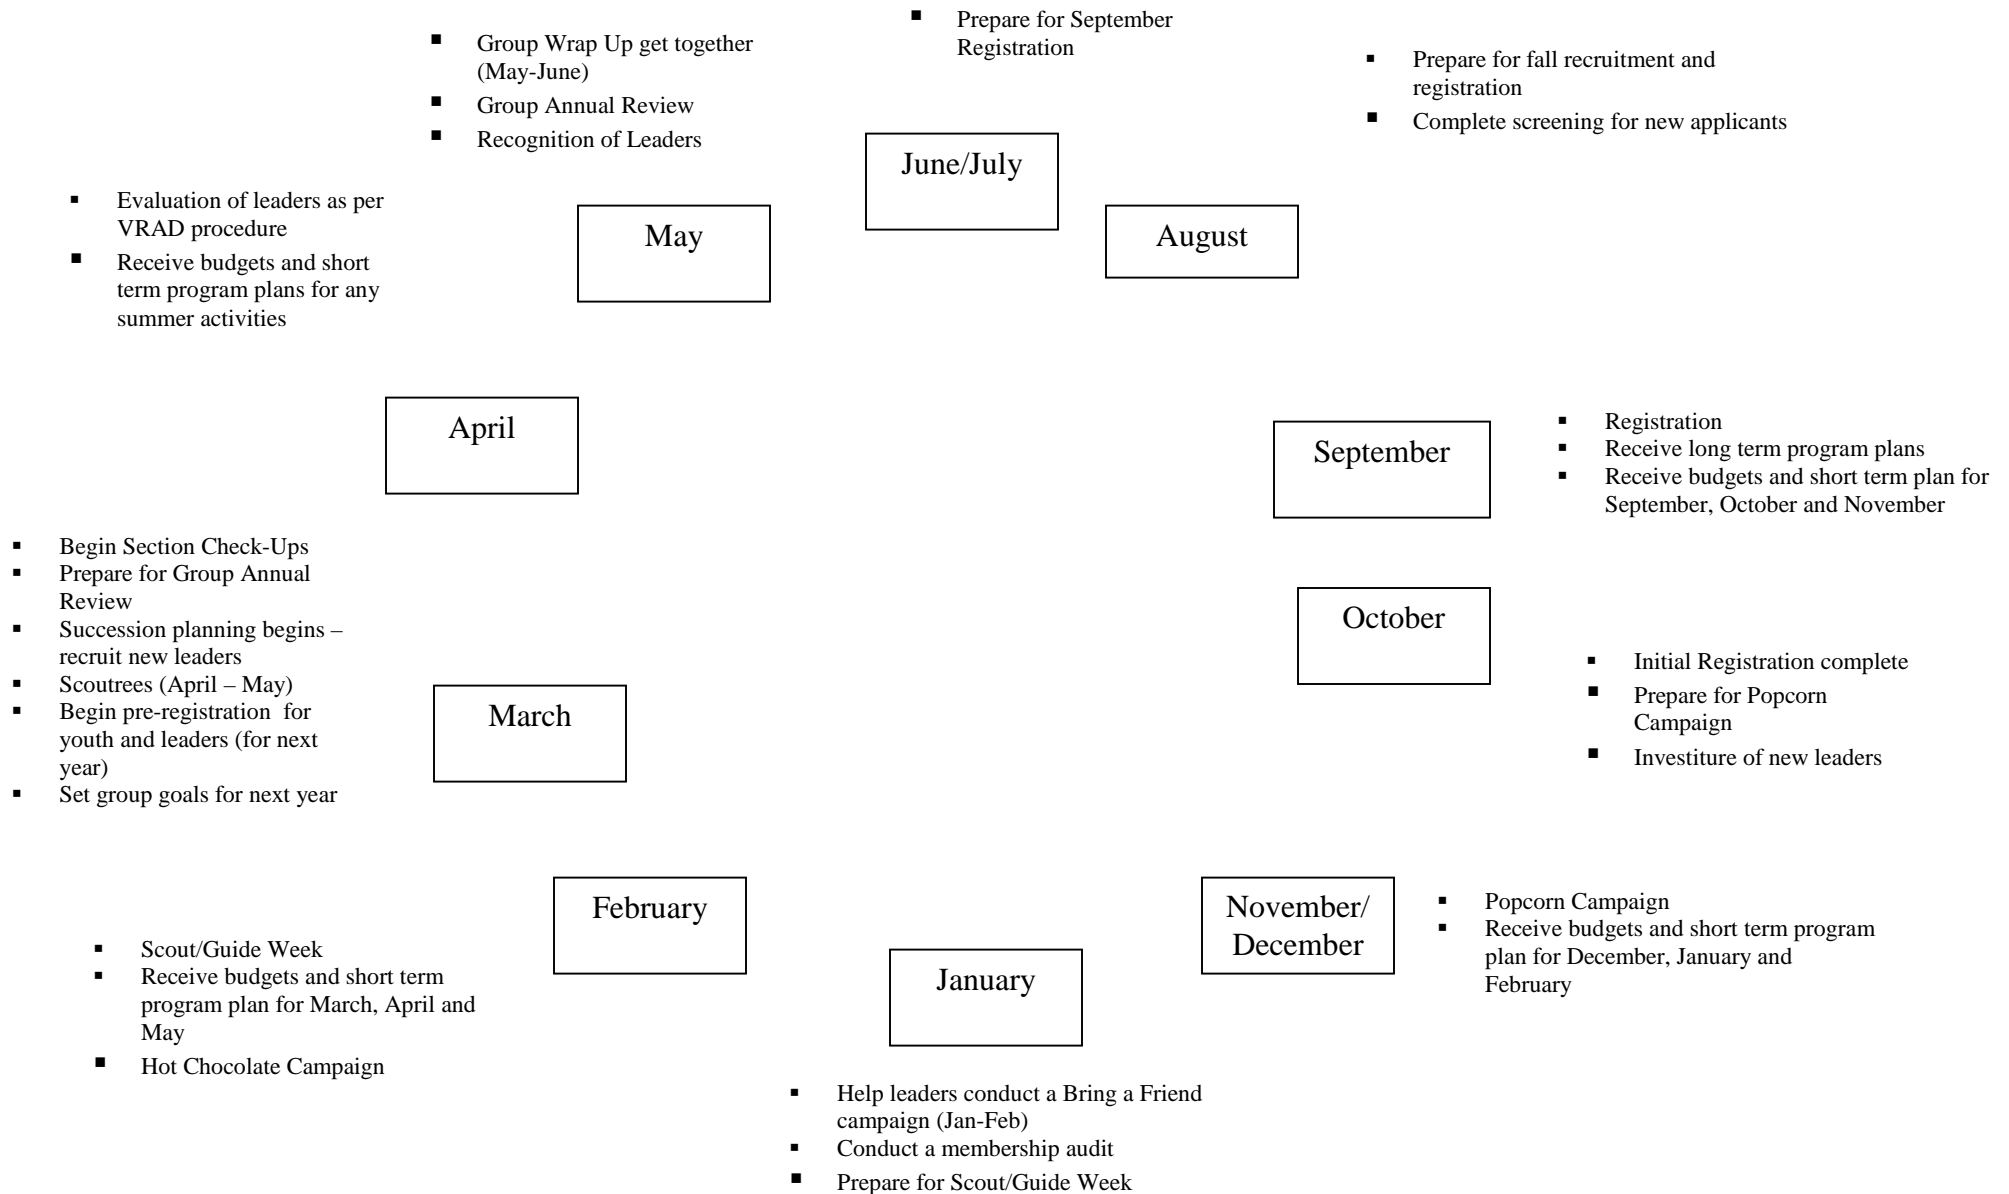 ▪ Prepare for September
Registration
June/July
▪ Prepare for fall recruitment and
registration
▪ Complete screening for new applicants
August
▪ Registration
▪ Receive long term program plans
▪ Receive budgets and short term plan for
September, October and November
September
October
▪ Initial Registration complete
▪ Prepare for Popcorn
Campaign
▪ Investiture of new leaders
November/
December
▪ Popcorn Campaign
▪ Receive budgets and short term program
plan for December, January and
February
January
▪ Help leaders conduct a Bring a Friend
campaign (Jan-Feb)
▪ Conduct a membership audit
▪ Prepare for Scout/Guide Week
February
▪ Scout/Guide Week
▪ Receive budgets and short term
program plan for March, April and
May
▪ Hot Chocolate Campaign
March
▪ Begin Section Check-Ups
▪ Prepare for Group Annual
Review
▪ Succession planning begins –
recruit new leaders
▪ Scoutrees (April – May)
▪ Begin pre-registration for
youth and leaders (for next
year)
▪ Set group goals for next year
April
▪ Evaluation of leaders as per
VRAD procedure
▪ Receive budgets and short
term program plans for any
summer activities
May
▪ Group Wrap Up get together
(May-June)
▪ Group Annual Review
▪ Recognition of Leaders